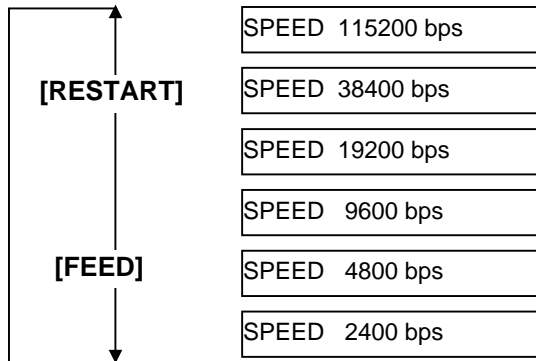 SPEED 115200 bps
[RESTART]
SPEED 38400 bps
SPEED 19200 bps
SPEED 9600 bps
[FEED]
SPEED 4800 bps
SPEED 2400 bps